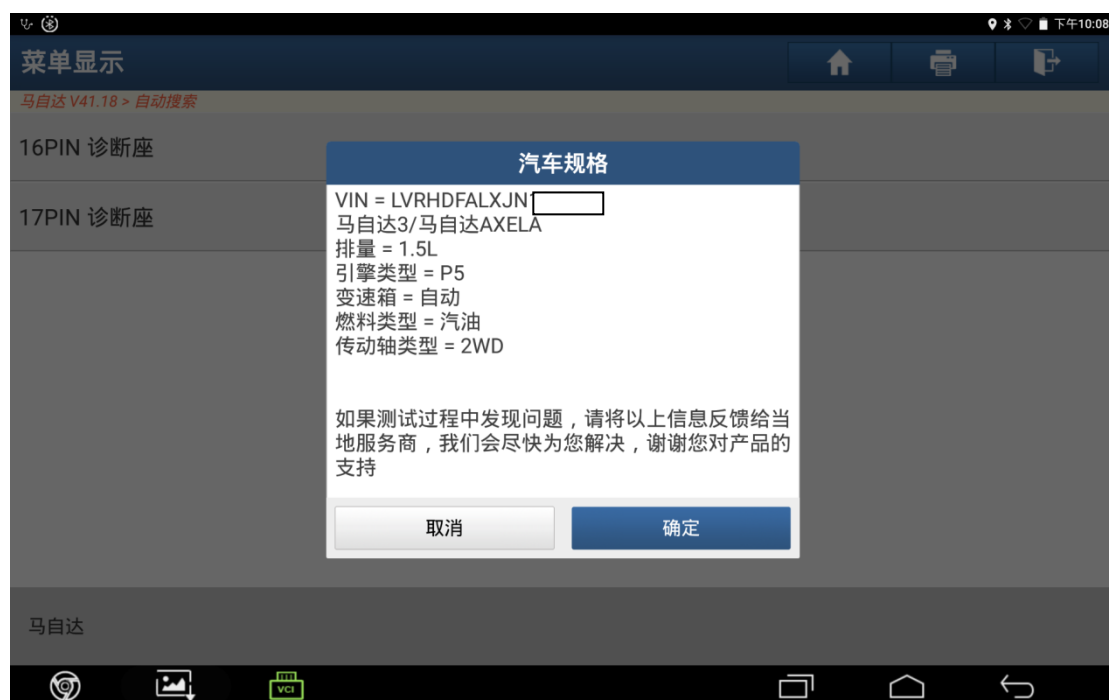 下午10:08
菜单显示
马自达 V41.18 > 自动搜索
16PIN 诊断座
17PIN 诊断座
汽车规格
VIN = LVRHDFALXJN
马自达3/马自达AXELA
排量 = 1.5L
引擎类型 = P5
变速箱 = 自动
燃料类型 = 汽油
传动轴类型 = 2WD
如果测试过程中发现问题，请将以上信息反馈给当
地服务商，我们会尽快为您解决，谢谢您对产品的
支持
取消
确定
马自达
VCI